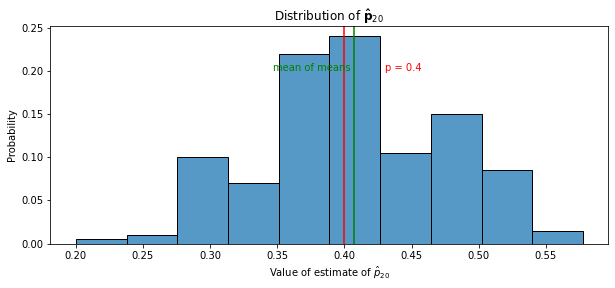 Distribution of p̂₂₀
0.25
0.20
0.15
0.10
0.05
0.00
Probability
mean of means
p = 0.4
0.20 0.25 0.30 0.35 0.40 0.45 0.50 0.55
Value of estimate of p̂₂₀